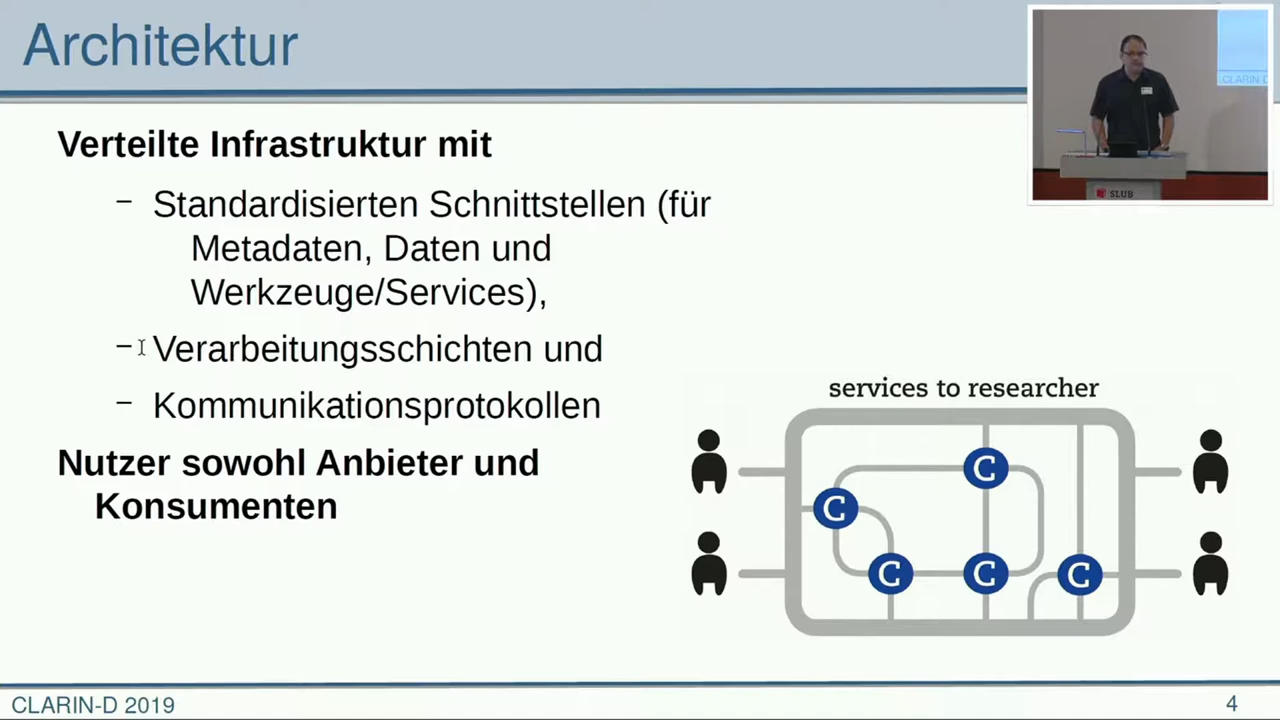 Architektur
CLARIN D
SLUB
Verteilte Infrastruktur mit
– Standardisierten Schnittstellen (für
Metadaten, Daten und
Werkzeuge/Services),
– Verarbeitungsschichten und
– Kommunikationsprotokollen
Nutzer sowohl Anbieter und
Konsumenten
services to researcher
C
C
C
C
C
CLARIN-D 2019
4